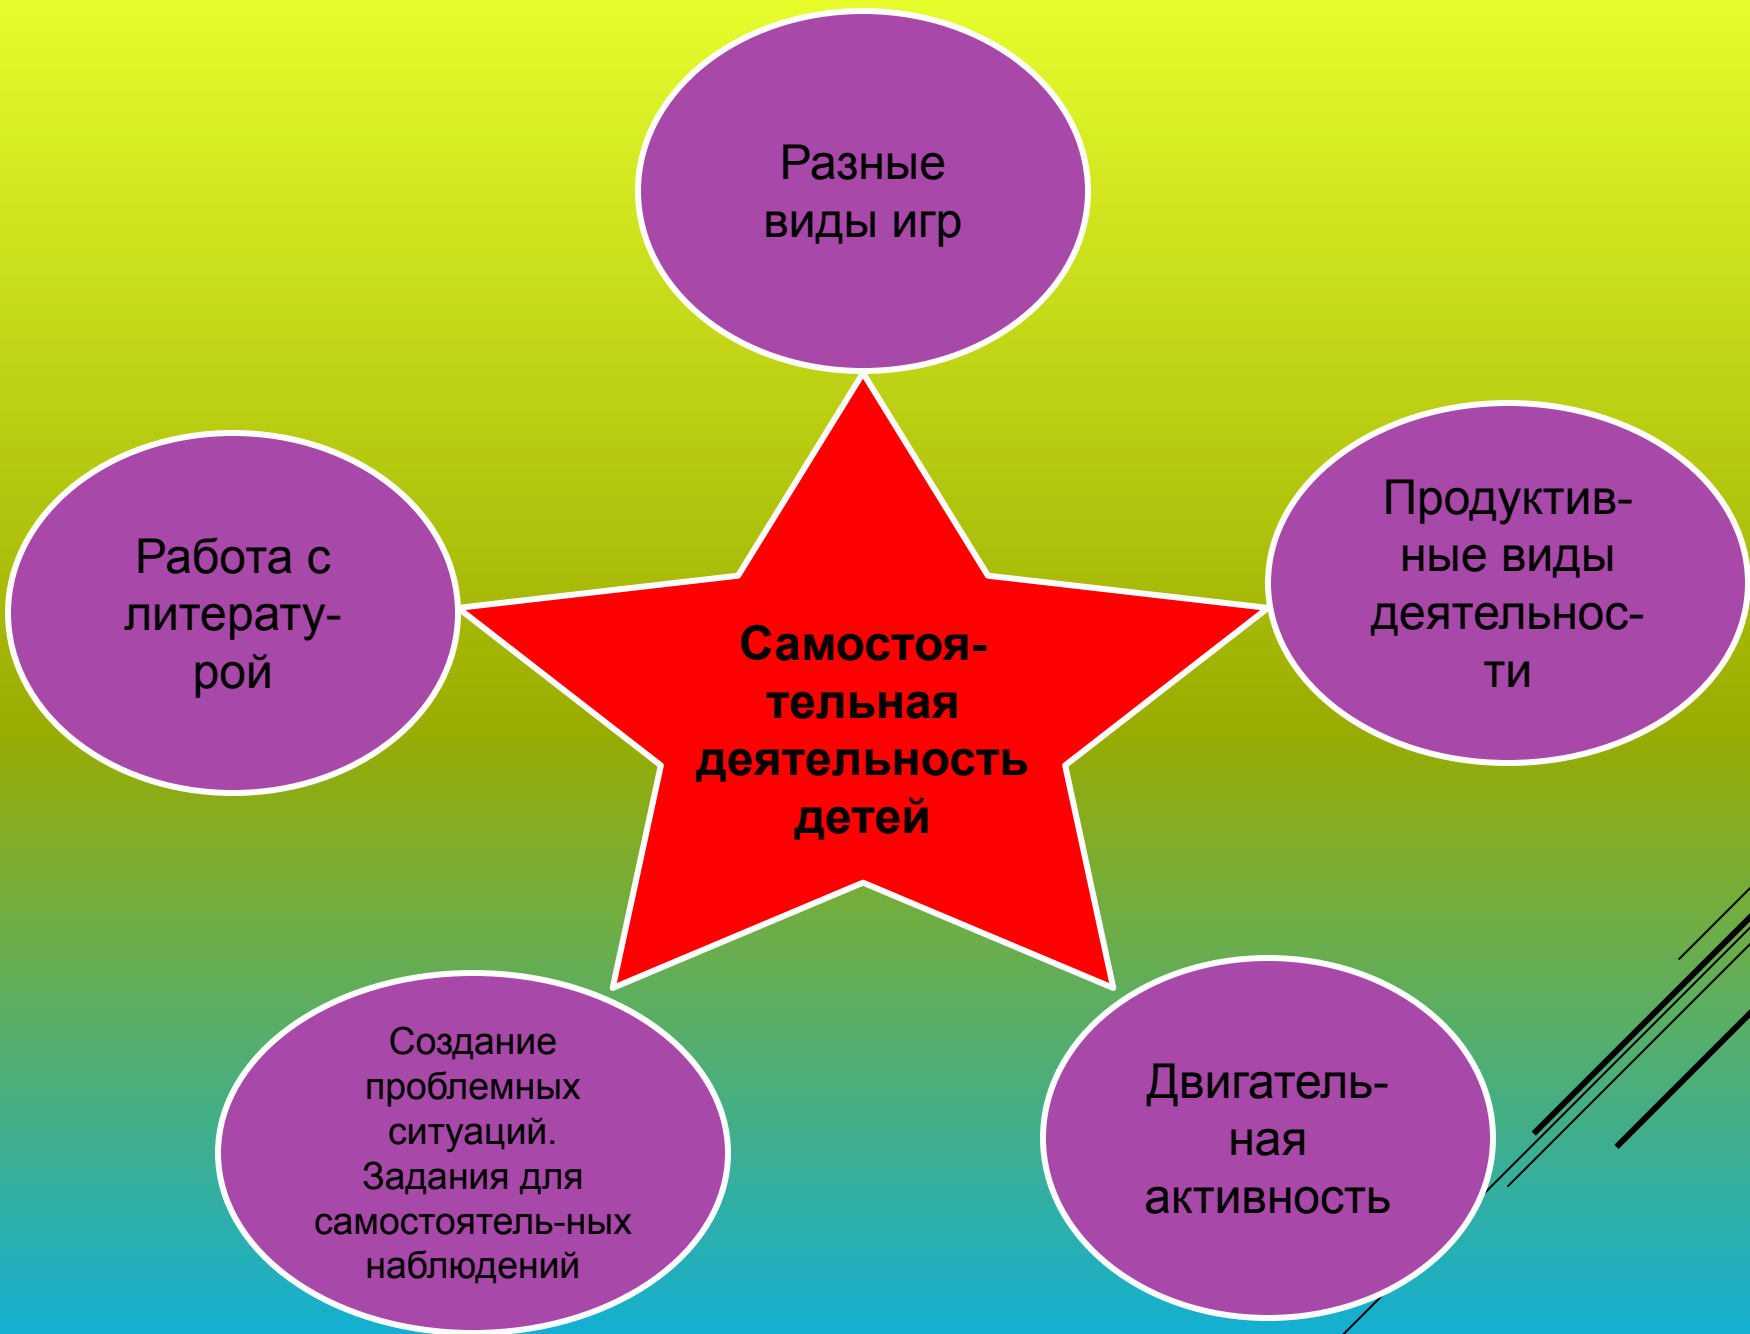 Разные
виды игр
Работа с
литерату-
рой
Продуктив-
ные виды
деятельнос-
ти
Самостоя-
тельная
деятельность
детей
Создание
проблемных
ситуаций.
Задания для
самостоятель-ных
наблюдений
Двигатель-
ная
активность